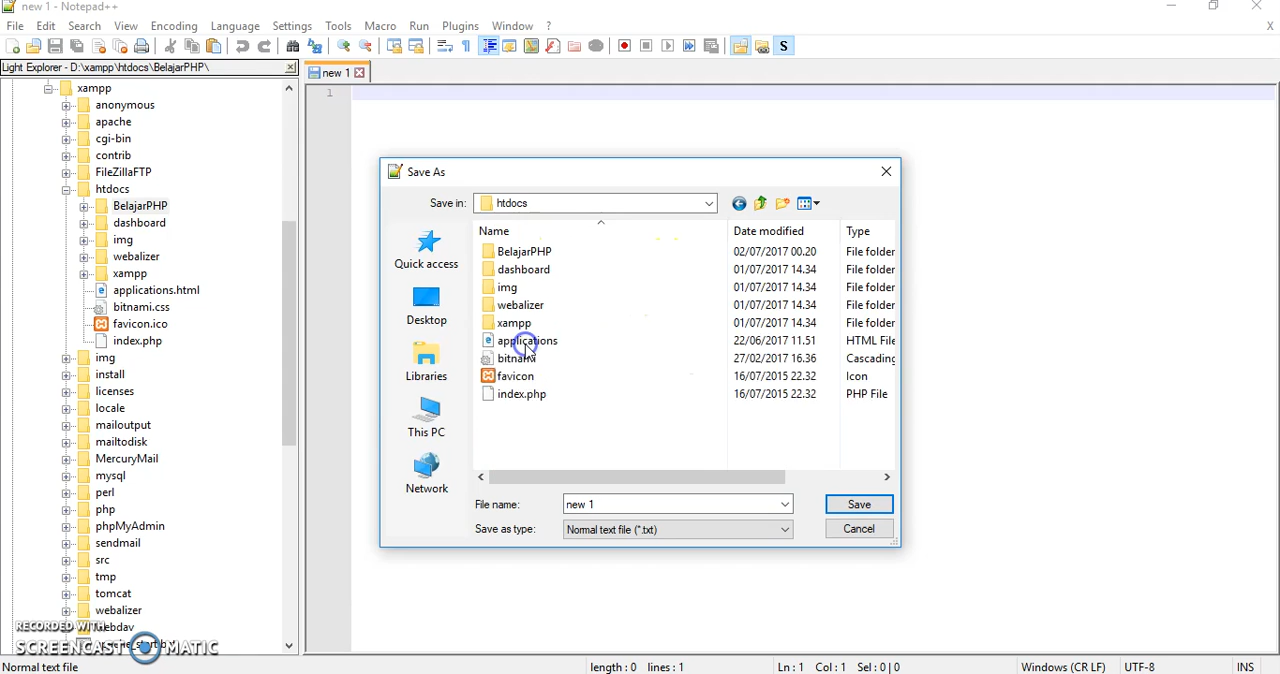 new 1 - Notepad++
File Edit Search View Encoding Language Settings Tools Macro Run Plugins Window ? X
Light Explorer - D:\xampp\htdocs\BelajarPHP\
new 1
xampp
anonymous
apache
cgi-bin
contrib
FileZillaFTP
htdocs
BelajarPHP
dashboard
img
webalizer
xampp
applications.html
bitnami.css
favicon.ico
index.php
img
install
licenses
locale
mailoutput
mailtodisk
MercuryMail
mysql
perl
php
phpMyAdmin
sendmail
src
tmp
tomcat
webalizer
webdav
1
Save As
Save in: htdocs
Name Date modified Type
BelajarPHP 02/07/2017 00.20 File folder
dashboard 01/07/2017 14.34 File folder
img 01/07/2017 14.34 File folder
webalizer 01/07/2017 14.34 File folder
xampp 01/07/2017 14.34 File folder
applications 22/06/2017 11.51 HTML File
bitnami 27/02/2017 16.36 Cascading
favicon 16/07/2015 22.32 Icon
index.php 16/07/2015 22.32 PHP File
Quick access
Desktop
Libraries
This PC
Network
File name: new 1 Save
Save as type: Normal text file (*.txt) Cancel
RECORDED WITH
SCREENCAST MATIC
Normal text file length : 0 lines : 1 Ln : 1 Col : 1 Sel : 0 | 0 Windows (CR LF) UTF-8 INS